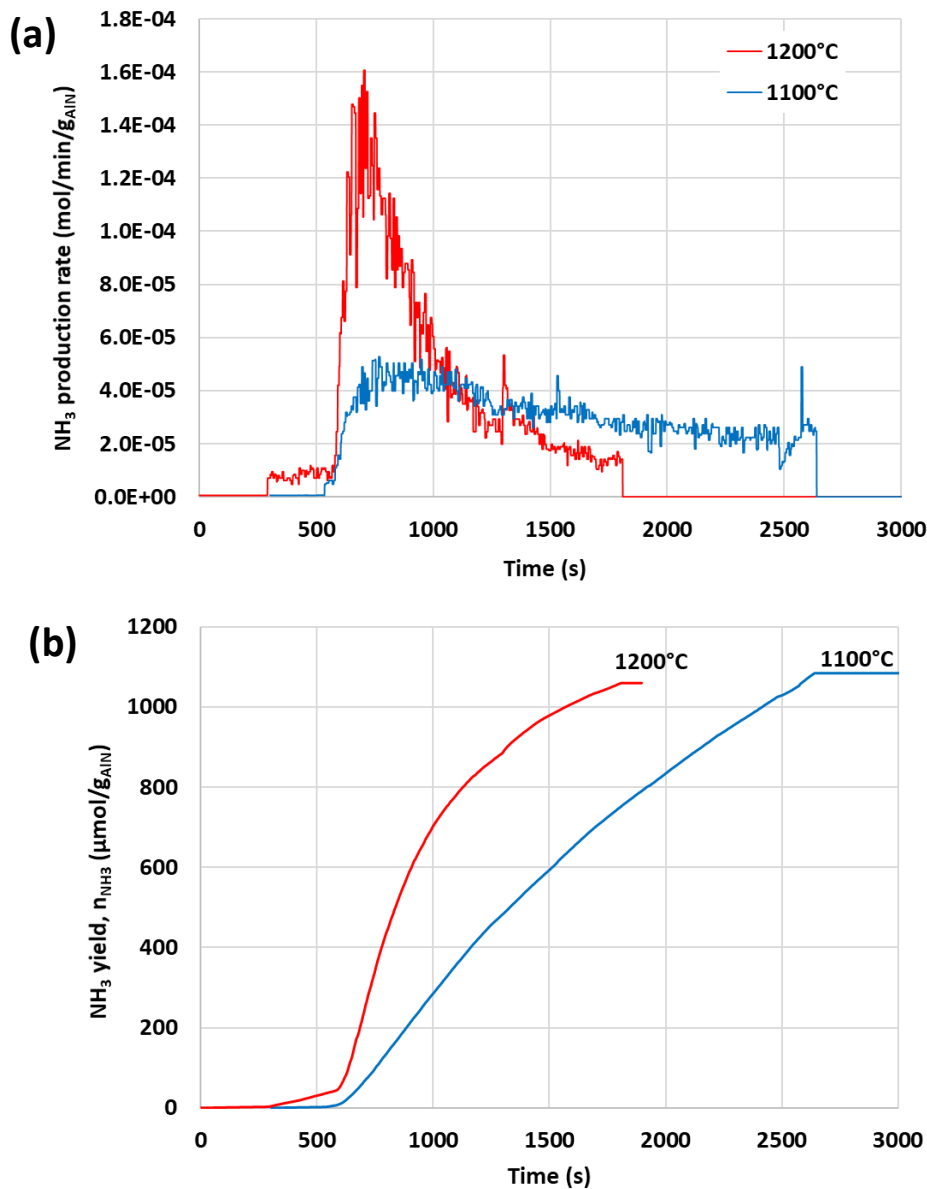 (a)
NH₃ production rate (mol/min/gAlN)
1.8E-04
1.6E-04
1.4E-04
1.2E-04
1.0E-04
8.0E-05
6.0E-05
4.0E-05
2.0E-05
0.0E+00
1200°C
1100°C
0 500 1000 1500 2000 2500 3000
Time (s)
(b)
NH₃ yield, nNH3 (µmol/gAlN)
1200
1000
800
600
400
200
0
1200°C
1100°C
0 500 1000 1500 2000 2500 3000
Time (s)